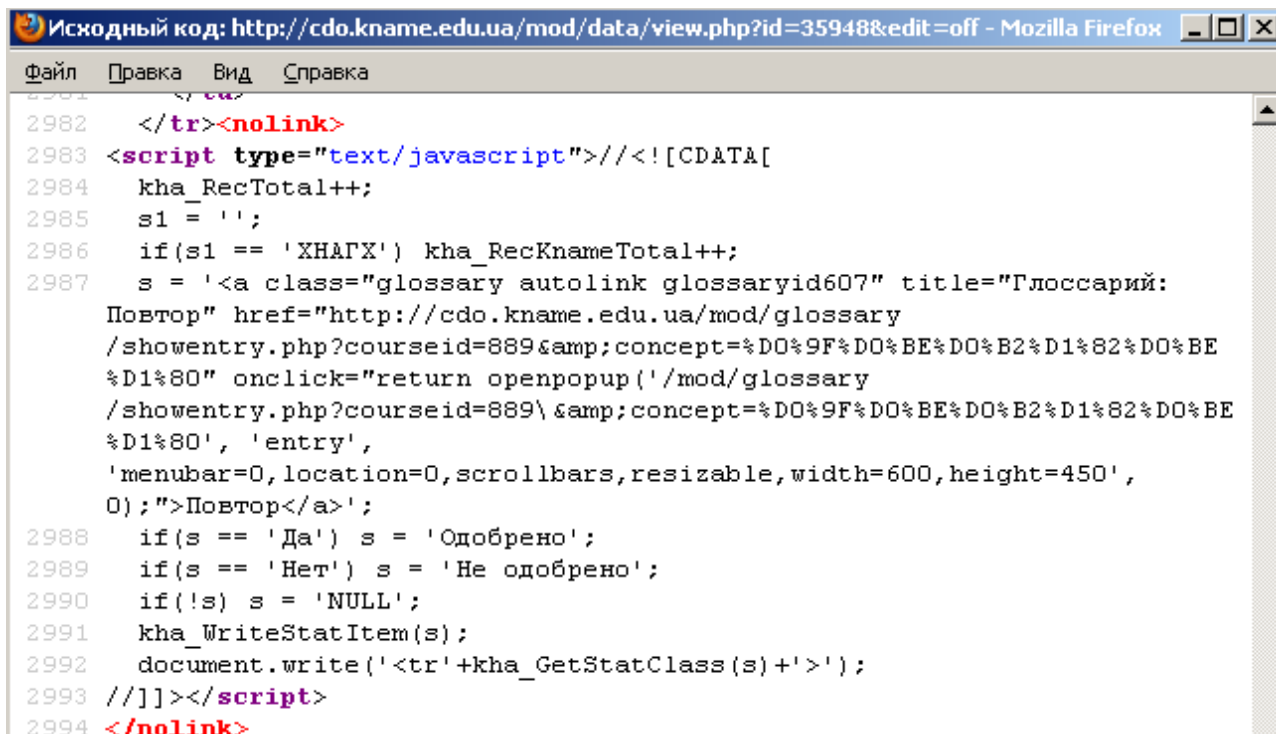 Исходный код: http://cdo.kname.edu.ua/mod/data/view.php?id=35948&edit=off - Mozilla Firefox
Файл Правка Вид Справка
2981 </td>
2982 </tr><nolink>
2983 <script type="text/javascript">//<![CDATA[
2984 kha_RecTotal++;
2985 s1 = '';
2986 if(s1 == 'ХНАГХ') kha_RecKnameTotal++;
2987 s = '<a class="glossary autolink glossaryid607" title="Глоссарий:
Повтор" href="http://cdo.kname.edu.ua/mod/glossary
/showentry.php?courseid=889&amp;concept=%D0%9F%D0%BE%D0%B2%D1%82%D0%BE
%D1%80" onclick="return openpopup('/mod/glossary
/showentry.php?courseid=889\&amp;concept=%D0%9F%D0%BE%D0%B2%D1%82%D0%BE
%D1%80', 'entry',
'menubar=0,location=0,scrollbars,resizable,width=600,height=450',
0);">Повтор</a>';
2988 if(s == 'Да') s = 'Одобрено';
2989 if(s == 'Нет') s = 'Не одобрено';
2990 if(!s) s = 'NULL';
2991 kha_WriteStatItem(s);
2992 document.write('<tr'+kha_GetStatClass(s)+'>');
2993 //]]></script>
2994 </nolink>